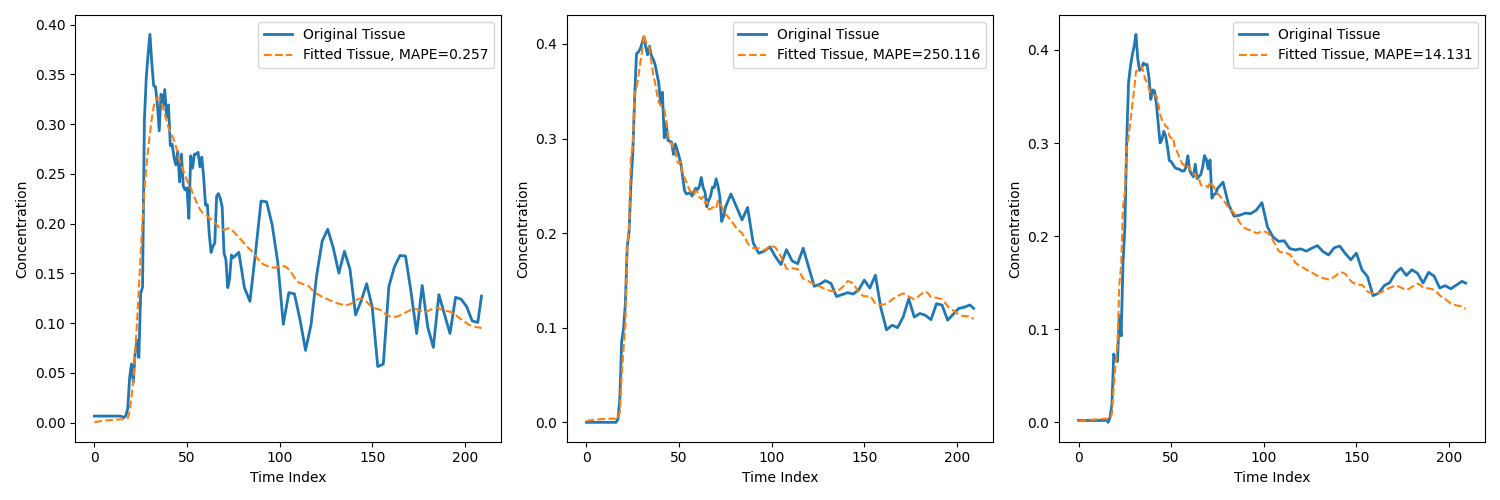 Original Tissue
Fitted Tissue, MAPE=0.257
Concentration
0.40
0.35
0.30
0.25
0.20
0.15
0.10
0.05
0.00
0 50 100 150 200
Time Index
Original Tissue
Fitted Tissue, MAPE=250.116
Concentration
0.4
0.3
0.2
0.1
0.0
0 50 100 150 200
Time Index
Original Tissue
Fitted Tissue, MAPE=14.131
Concentration
0.4
0.3
0.2
0.1
0.0
0 50 100 150 200
Time Index